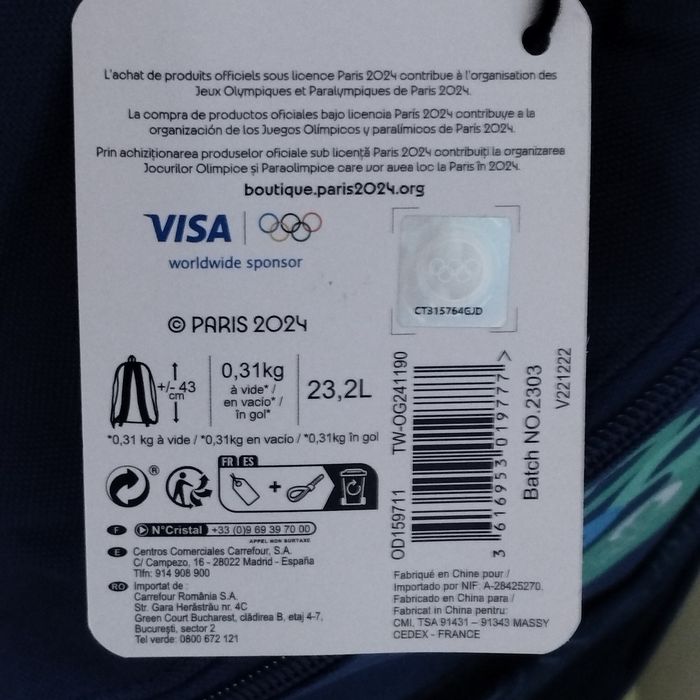 L'achat de produits officiels sous licence Paris 2024 contribue à l'organisation des
Jeux Olympiques et Paralympiques de Paris 2024.
La compra de productos oficiales bajo licencia París 2024 contribuye a la
organización de los Juegos Olímpicos y paralímpicos de París 2024.
Prin achiziționarea produselor oficiale sub licență Paris 2024 contribuiți la organizarea
Jocurilor Olimpice și Paraolimpice care vor avea loc la Paris în 2024.
boutique.paris2024.org
VISA
worldwide sponsor
CT315764GJD
© PARIS 2024
+/- 43
cm
0,31kg
à vide* /
en vacio* /
în gol*
23,2L
*0,31 kg à vide / *0,31kg en vacio / *0,31kg în gol
®
FR ES
+
F N°Cristal +33 (0)9 69 39 70 00
APPEL NON SURTAXÉ
E Centros Comerciales Carrefour, S.A.
C/ Campezo, 16 - 28022 Madrid - España
Tlfn: 914 908 900
RO Importat de :
Carrefour România S.A.
Str. Gara Herăstrău nr. 4C
Green Court Bucharest, clădirea B, etaj 4-7,
București, sector 2
Tel verde: 0800 672 121
OD159711 TW-OG241190
3 616953 019777 >
Batch NO.2303
V221222
Fabriqué en Chine pour /
Importado por NIF: A-28425270.
Fabricado en China para /
Fabricat in China pentru:
CMI, TSA 91431 – 91343 MASSY
CEDEX - FRANCE